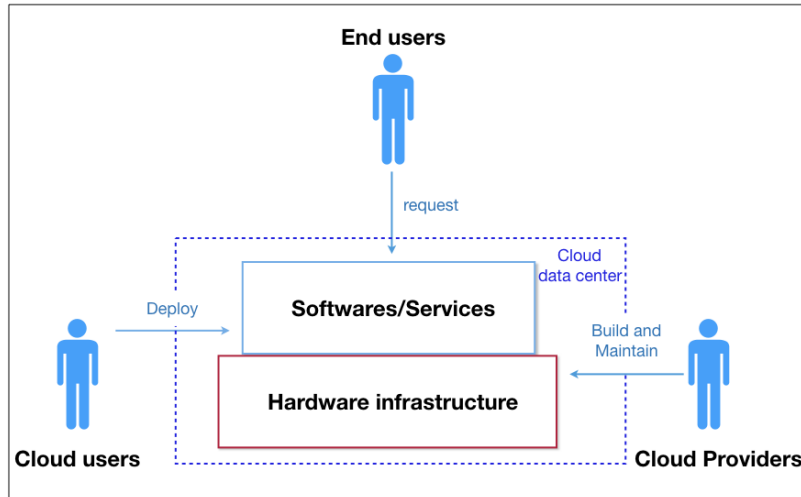 End users
request
Cloud
data center
Softwares/Services
Deploy
Build and
Maintain
Hardware infrastructure
Cloud users
Cloud Providers